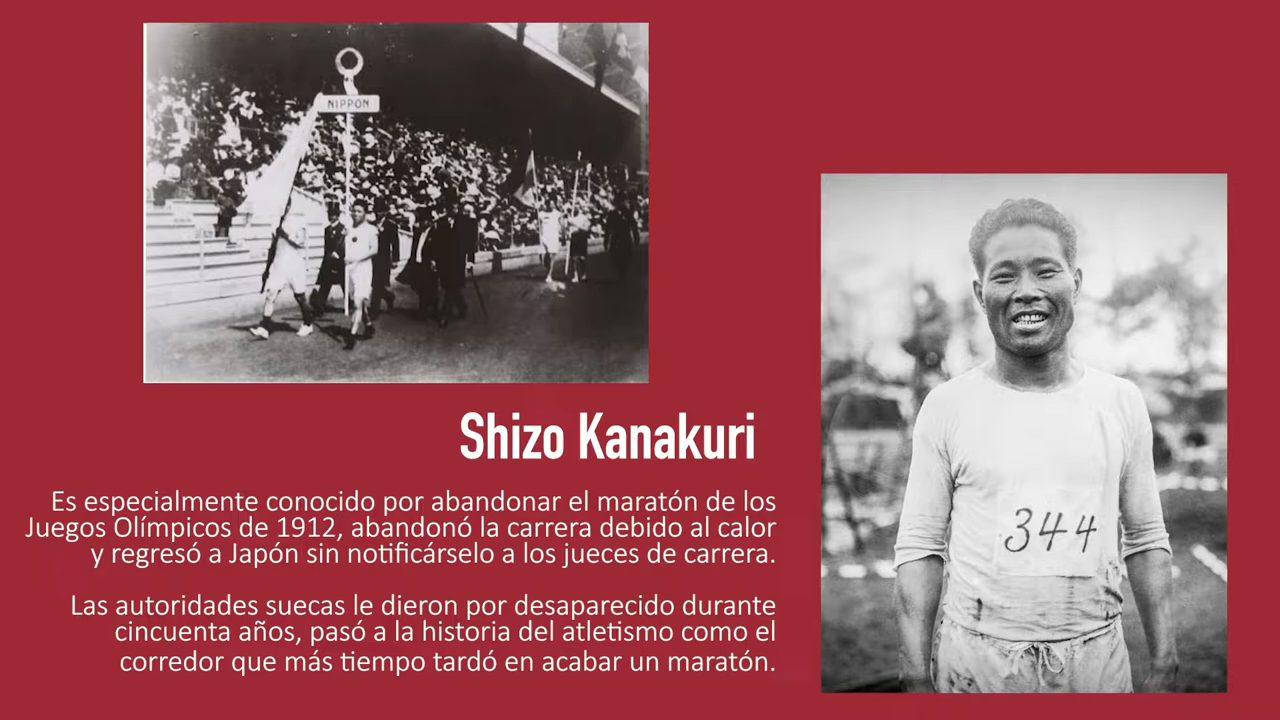 NIPPON
Shizo Kanakuri
Es especialmente conocido por abandonar el maratón de los
Juegos Olímpicos de 1912, abandonó la carrera debido al calor
y regresó a Japón sin notificárselo a los jueces de carrera.
Las autoridades suecas le dieron por desaparecido durante
cincuenta años, pasó a la historia del atletismo como el
corredor que más tiempo tardó en acabar un maratón.
344